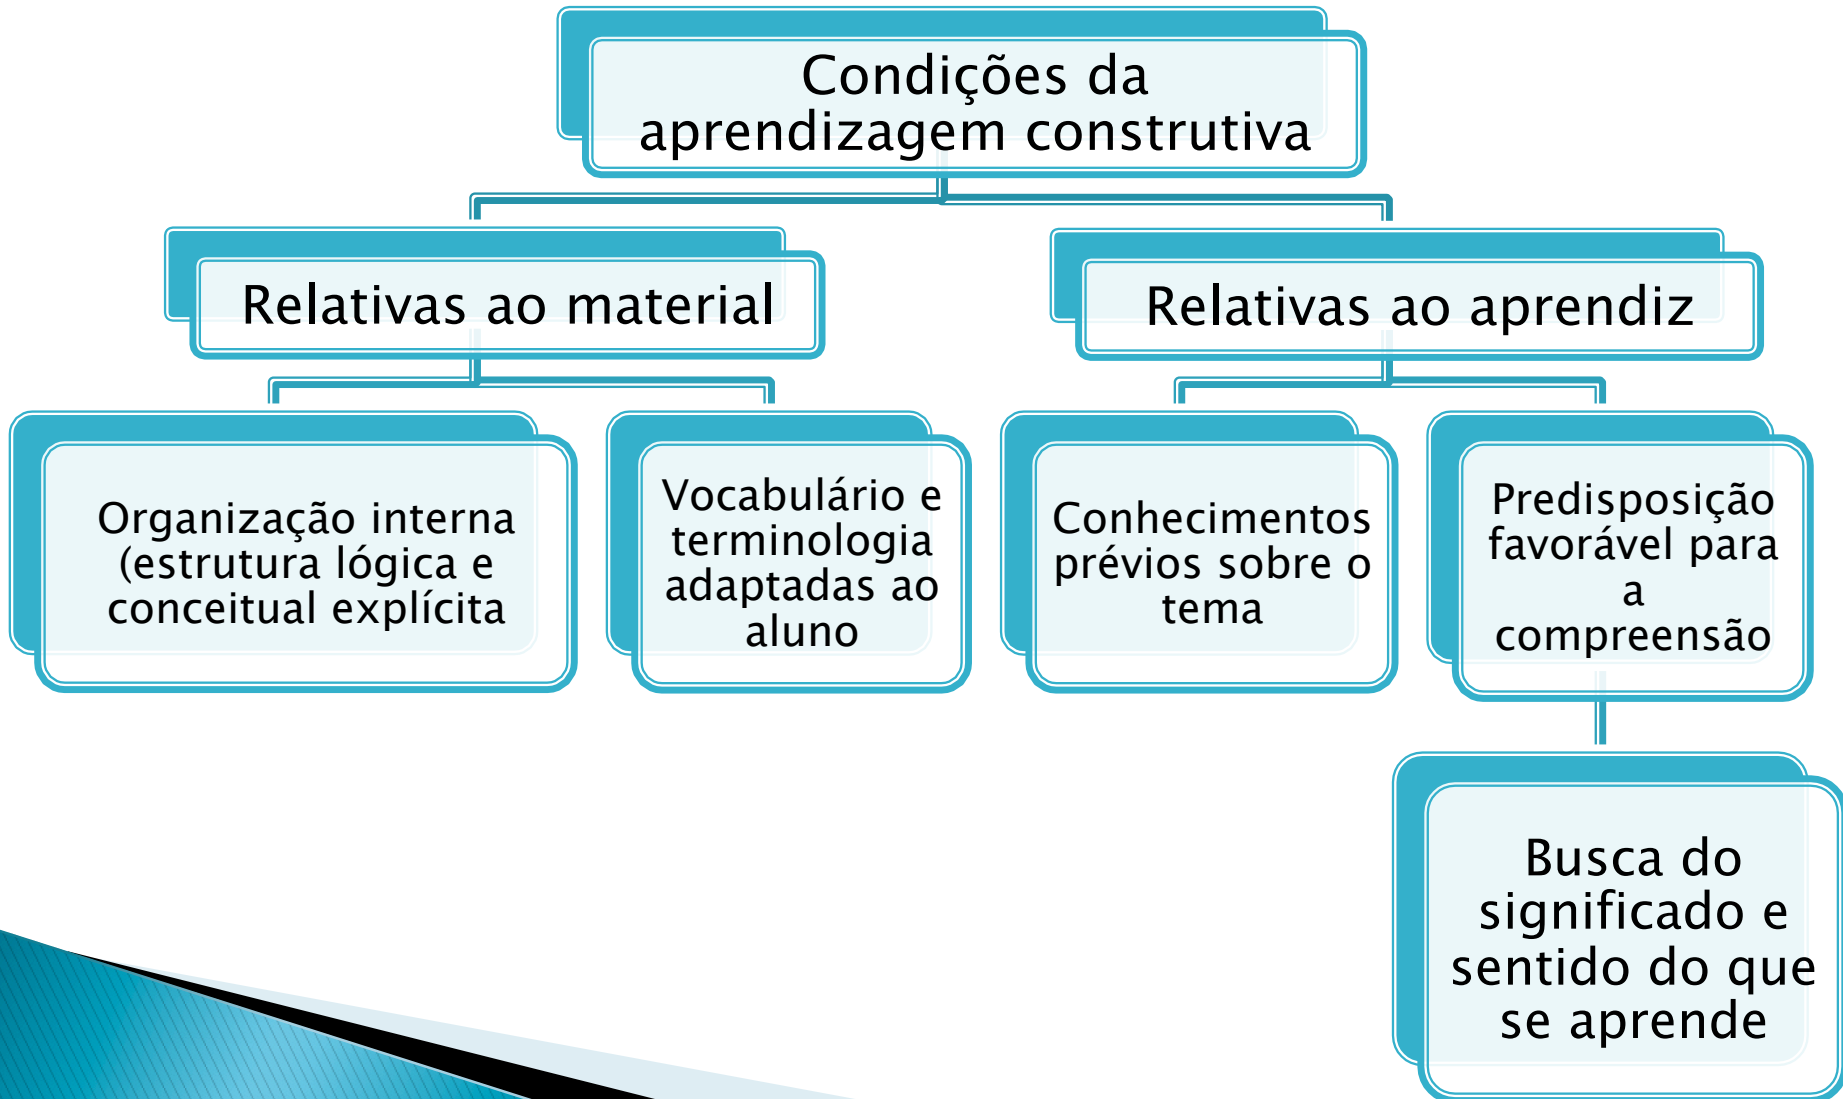 Condições da
aprendizagem construtiva
Relativas ao material
Relativas ao aprendiz
Organização interna
(estrutura lógica e
conceitual explícita
Vocabulário e
terminologia
adaptadas ao
aluno
Conhecimentos
prévios sobre o
tema
Predisposição
favorável para
a
compreensão
Busca do
significado e
sentido do que
se aprende